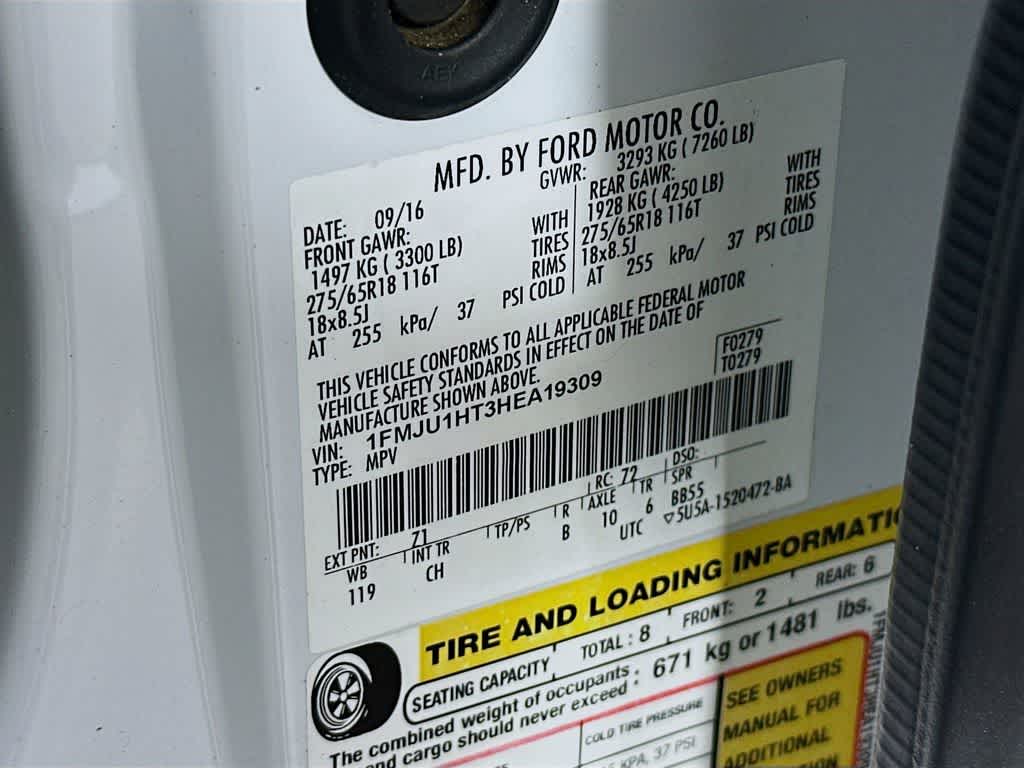 AEK
MFD. BY FORD MOTOR CO.
DATE: 09/16
GVWR: 3293 KG ( 7260 LB)
FRONT GAWR:
1497 KG ( 3300 LB) WITH
275/65R18 116T TIRES
18x8.5J RIMS
AT 255 kPa/ 37 PSI COLD
REAR GAWR: WITH
1928 KG ( 4250 LB) TIRES
275/65R18 116T RIMS
18x8.5J
AT 255 kPa/ 37 PSI COLD
THIS VEHICLE CONFORMS TO ALL APPLICABLE FEDERAL MOTOR
VEHICLE SAFETY STANDARDS IN EFFECT ON THE DATE OF
MANUFACTURE SHOWN ABOVE.
F0279
T0279
VIN: 1FMJU1HT3HEA19309
TYPE: MPV
EXT PNT: 71 RC: 72 DSO:
WB INT TR TP/PS R AXLE TR SPR
119 CH B 10 6 BB55
UTC ▽5U5A-1520472-BA
TIRE AND LOADING INFORMATI
SEATING CAPACITY TOTAL : 8 FRONT: 2 REAR: 6
The combined weight of occupants
and cargo should never exceed : 671 kg or 1481 lbs.
COLD TIRE PRESSURE
KPA, 37 PSI
SEE OWNERS
MANUAL FOR
ADDITIONAL